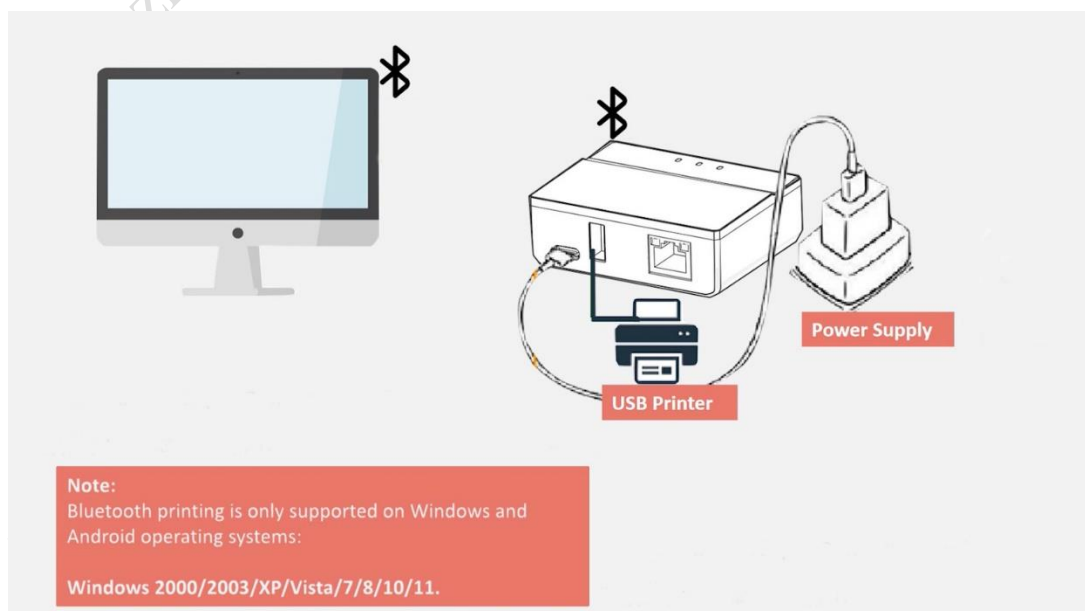 Power Supply
USB Printer
Note:
Bluetooth printing is only supported on Windows and
Android operating systems:
Windows 2000/2003/XP/Vista/7/8/10/11.